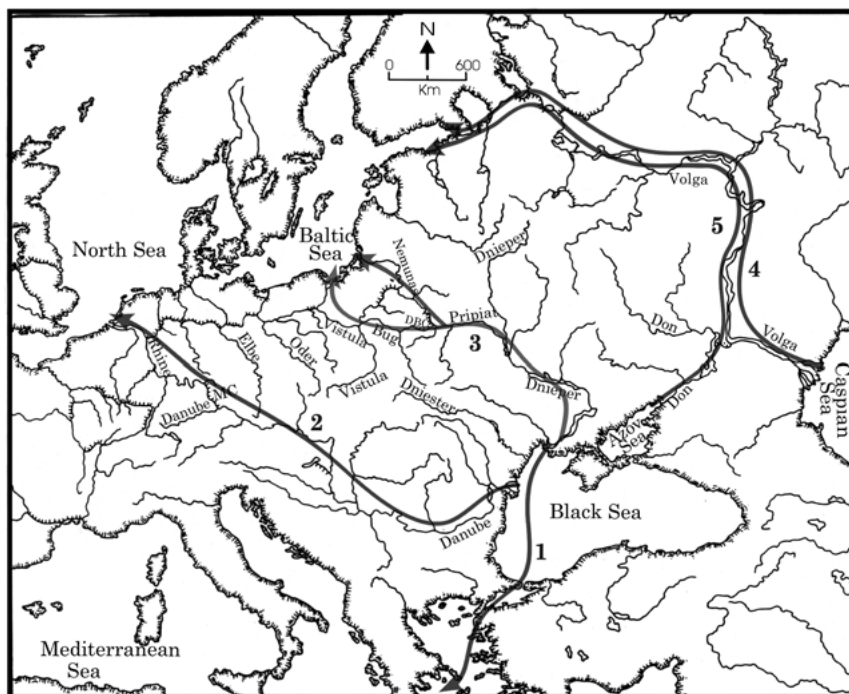 N
0
600
Km
Volga
5
North Sea
Baltic
Sea
Nemunas
Dnieper
4
DBC
Pripiat
Don
Volga
3
Vistula
Bug
Rhine
Elbe
Oder
Vistula
Dnieper
Don
Caspian
Sea
Danube MC
Dniester
2
Azov
Sea
Black Sea
Danube
1
Mediterranean
Sea